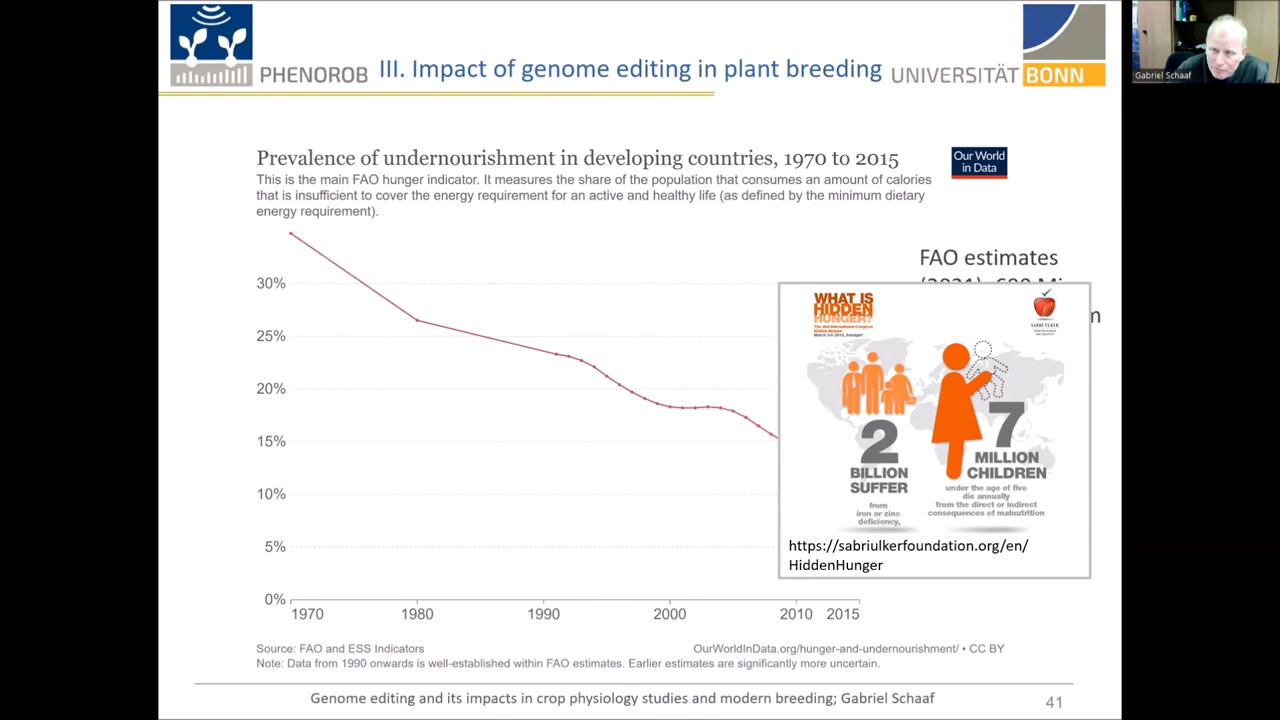 PHENOROB
III. Impact of genome editing in plant breeding
UNIVERSITÄT BONN
Gabriel Schaaf
Prevalence of undernourishment in developing countries, 1970 to 2015
Our World
in Data
This is the main FAO hunger indicator. It measures the share of the population that consumes an amount of calories
that is insufficient to cover the energy requirement for an active and healthy life (as defined by the minimum dietary
energy requirement).
FAO estimates
m
30%
25%
20%
15%
10%
5%
0%
1970
1980
1990
2000
2010
2015
WHAT IS
HIDDEN
HUNGER?
SABRI ULKER
2
BILLION
SUFFER
from
iron or zinc
deficiency,
7
MILLION
CHILDREN
under the age of five
die annually
from the direct or indirect
consequences of malnutrition
https://sabriulkerfoundation.org/en/
HiddenHunger
Source: FAO and ESS Indicators
OurWorldInData.org/hunger-and-undernourishment/ • CC BY
Note: Data from 1990 onwards is well-established within FAO estimates. Earlier estimates are significantly more uncertain.
Genome editing and its impacts in crop physiology studies and modern breeding; Gabriel Schaaf
41